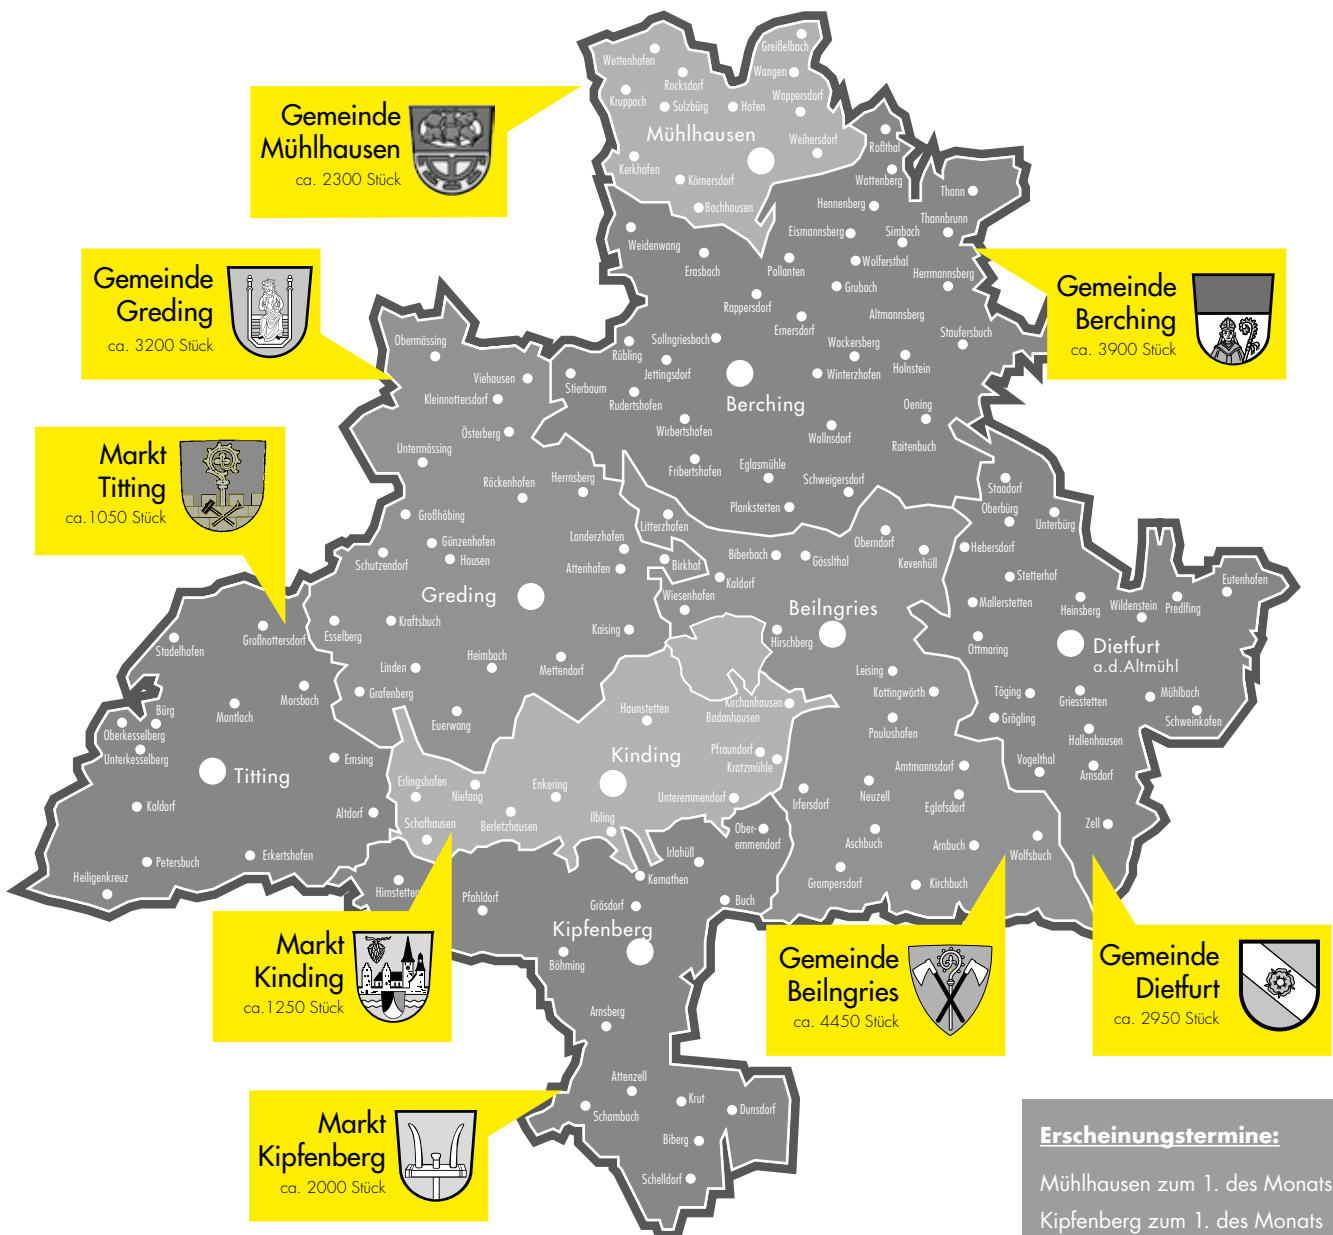 Gemeinde
Mühlhausen
ca. 2300 Stück
Gemeinde
Greding
ca. 3200 Stück
Markt
Titting
ca.1050 Stück
Gemeinde
Berching
ca. 3900 Stück
Markt
Kinding
ca.1250 Stück
Markt
Kipfenberg
ca. 2000 Stück
Gemeinde
Beilngries
ca. 4450 Stück
Gemeinde
Dietfurt
ca. 2950 Stück
Greißelbach
Wettenhofen
Wangen
Rocksdorf
Kruppach
Wappersdorf
Sulzbürg
Hofen
Mühlhausen
Weihersdorf
Kerkhofen
Körnersdorf
Bachhausen
Roßthal
Wattenberg
Thann
Hennenberg
Thannbrunn
Eismannsberg
Simbach
Weidenwang
Erasbach
Pollanten
Wolfersthal
Herrmannsberg
Grubach
Rappersdorf
Altmannsberg
Ernersdorf
Staufersbuch
Sollngriesbach
Rübling
Wackersberg
Holnstein
Jettingsdorf
Winterzhofen
Stierbaum
Rudertshofen
Berching
Oening
Wirbertshofen
Wallnsdorf
Raitenbuch
Fribertshofen
Eglasmühle
Schweigersdorf
Plankstetten
Obermässing
Viehausen
Kleinnottersdorf
Österberg
Untermässing
Röckenhofen
Herrnsberg
Großhöbing
Landerzhofen
Günzenhofen
Hausen
Schutzendorf
Attenhofen
Greding
Kraftsbuch
Esselberg
Kaising
Heimbach
Mettendorf
Linden
Grafenberg
Euerwang
Litterzhofen
Birkhof
Biberbach
Gösslthal
Oberndorf
Kevenhüll
Kaldorf
Wiesenhofen
Beilngries
Hirschberg
Leising
Kottingwörth
Paulushofen
Amtmannsdorf
Neuzell
Irfersdorf
Eglofsdorf
Aschbuch
Arnbuch
Wolfsbuch
Grampersdorf
Kirchbuch
Staadorf
Oberbürg
Unterbürg
Hebersdorf
Stetterhof
Eutenhofen
Mallerstetten
Heinsberg
Wildenstein
Predlfing
Ottmaring
Dietfurt
a.d.Altmühl
Töging
Griesstetten
Mühlbach
Grögling
Schweinkofen
Hallenhausen
Vogelthal
Arnsdorf
Zell
Großnottersdorf
Stadelhofen
Morsbach
Bürg
Mantlach
Oberkesselberg
Unterkesselberg
Emsing
Titting
Kaldorf
Altdorf
Petersbuch
Erkertshofen
Heiligenkreuz
Haunstetten
Kirchanhausen
Badanhausen
Pfraundorf
Kratzmühle
Kinding
Erlingshofen
Niefang
Enkering
Unteremmendorf
Schafhausen
Berletzhausen
Ilbling
Ober-
emmendorf
Irlahüll
Kemathen
Hirnstetten
Pfahldorf
Grösdorf
Buch
Kipfenberg
Böhming
Arnsberg
Attenzell
Krut
Schambach
Dunsdorf
Biberg
Schelldorf
Erscheinungstermine:
Mühlhausen zum 1. des Monats
Kipfenberg zum 1. des Monats